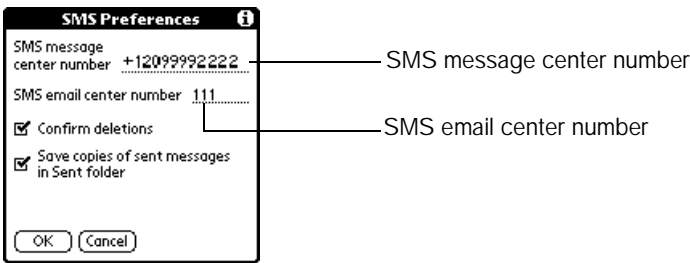 SMS Preferences i
SMS message
center number +12099992222
SMS message center number
SMS email center number 111
SMS email center number
Confirm deletions
Save copies of sent messages
in Sent folder
OK Cancel